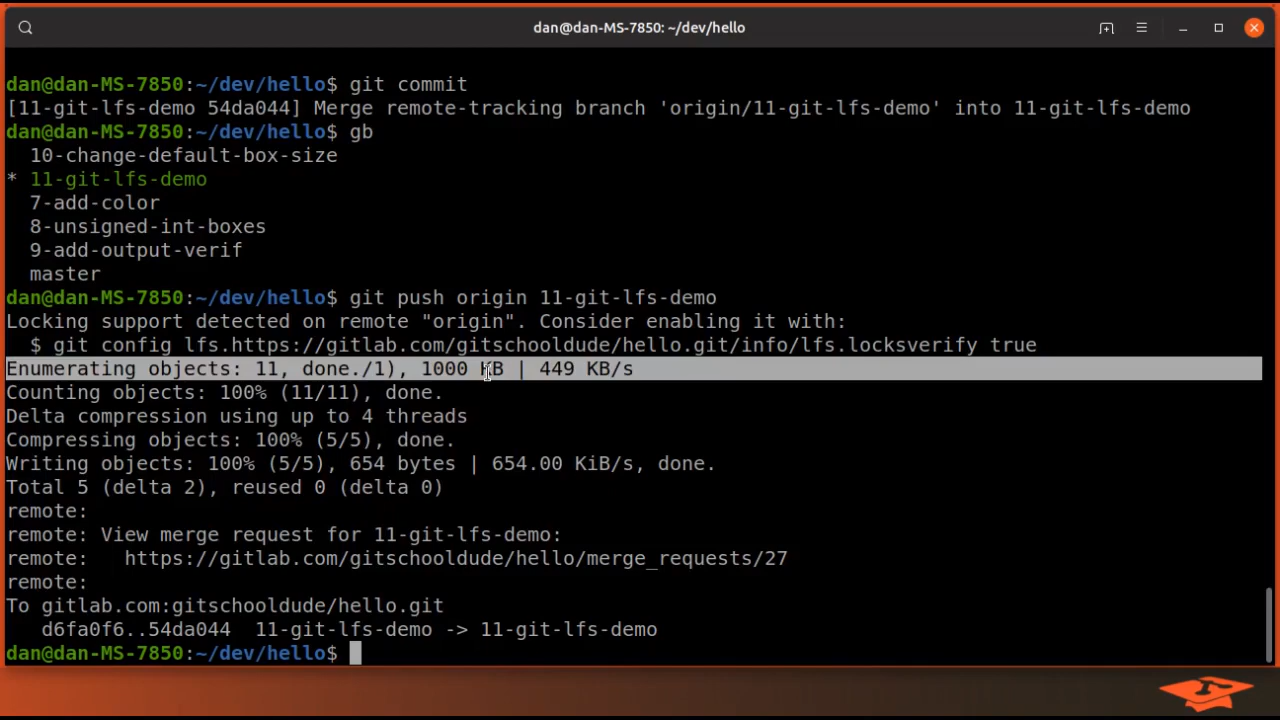 dan@dan-MS-7850: ~/dev/hello
dan@dan-MS-7850:~/dev/hello$ git commit
[11-git-lfs-demo 54da044] Merge remote-tracking branch 'origin/11-git-lfs-demo' into 11-git-lfs-demo
dan@dan-MS-7850:~/dev/hello$ gb
  10-change-default-box-size
* 11-git-lfs-demo
  7-add-color
  8-unsigned-int-boxes
  9-add-output-verif
  master
dan@dan-MS-7850:~/dev/hello$ git push origin 11-git-lfs-demo
Locking support detected on remote "origin". Consider enabling it with:
  $ git config lfs.https://gitlab.com/gitschooldude/hello.git/info/lfs.locksverify true
Enumerating objects: 11, done./1), 1000 KB | 449 KB/s
Counting objects: 100% (11/11), done.
Delta compression using up to 4 threads
Compressing objects: 100% (5/5), done.
Writing objects: 100% (5/5), 654 bytes | 654.00 KiB/s, done.
Total 5 (delta 2), reused 0 (delta 0)
remote:
remote: View merge request for 11-git-lfs-demo:
remote:   https://gitlab.com/gitschooldude/hello/merge_requests/27
remote:
To gitlab.com:gitschooldude/hello.git
   d6fa0f6..54da044  11-git-lfs-demo -> 11-git-lfs-demo
dan@dan-MS-7850:~/dev/hello$